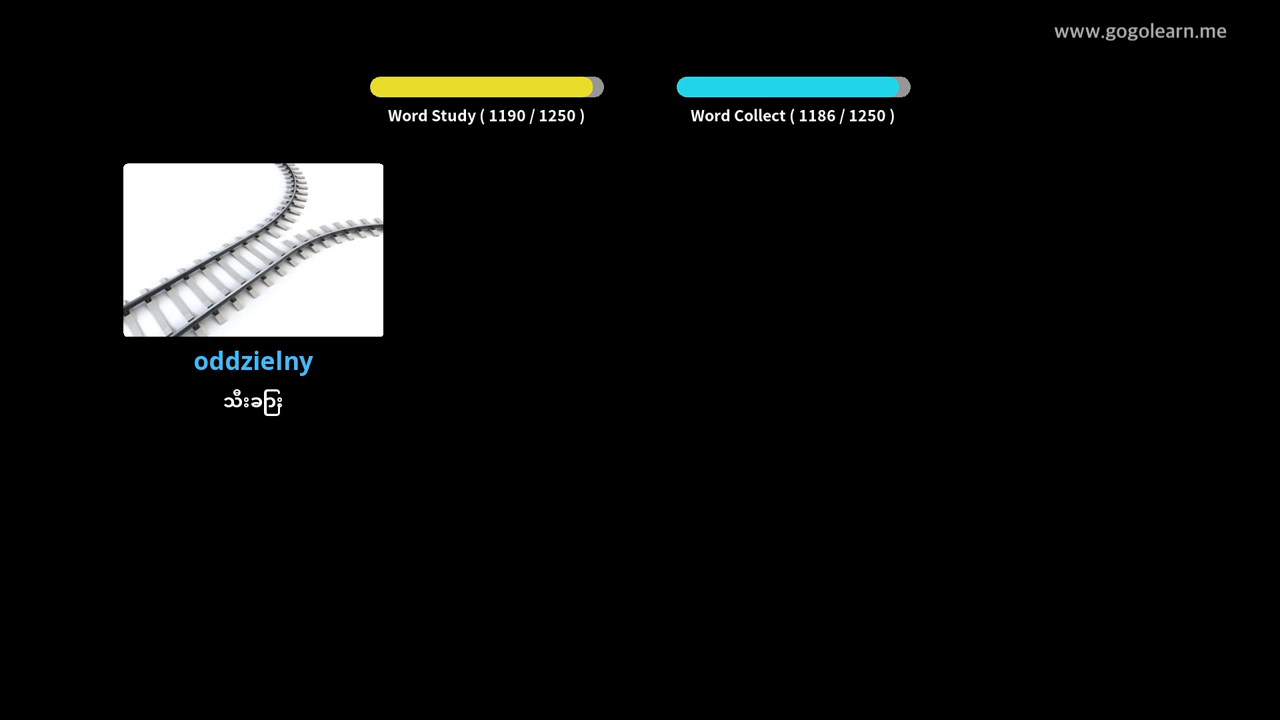 www.gogolearn.me
Word Study ( 1190 / 1250 )
Word Collect ( 1186 / 1250 )
oddzielny
သီးခြား